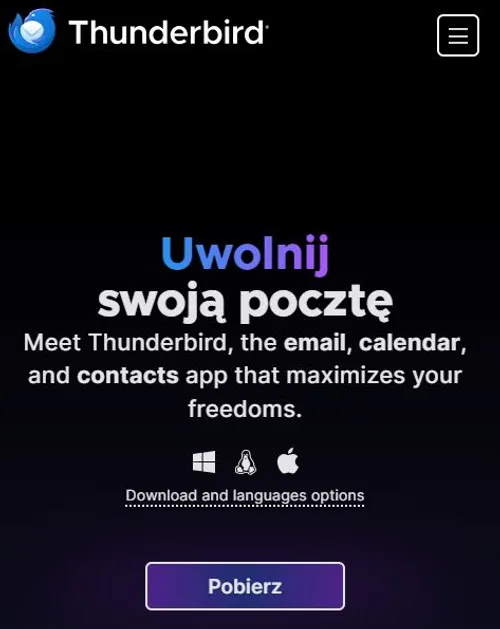 Thunderbird
Uwolnij
swoją pocztę
Meet Thunderbird, the email, calendar,
and contacts app that maximizes your
freedoms.
Download and languages options
Pobierz